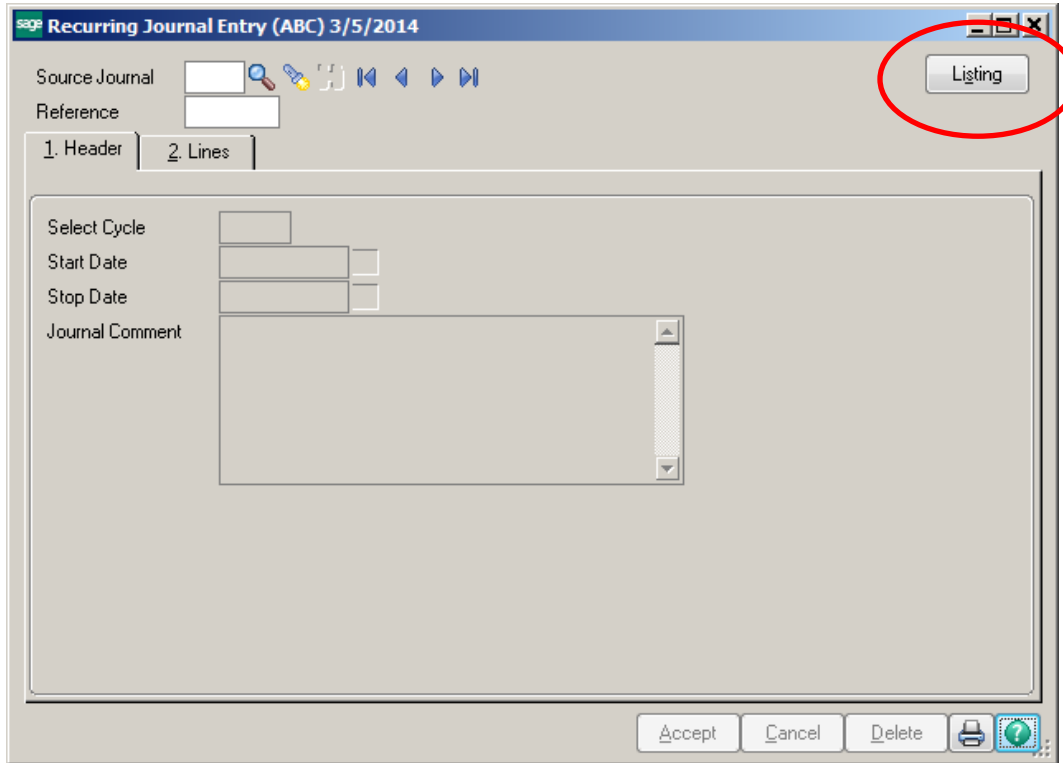 sage Recurring Journal Entry (ABC) 3/5/2014
Source Journal
Listing
Reference
1. Header
2. Lines
Select Cycle
Start Date
Stop Date
Journal Comment
Accept
Cancel
Delete
?